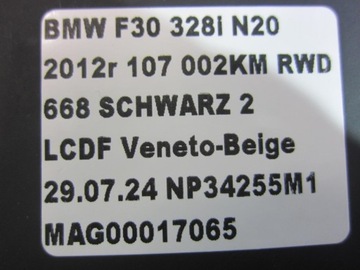 BMW F30 328i N20
2012r 107 002KM RWD
668 SCHWARZ 2
LCDF Veneto-Beige
29.07.24 NP34255M1
MAG00017065